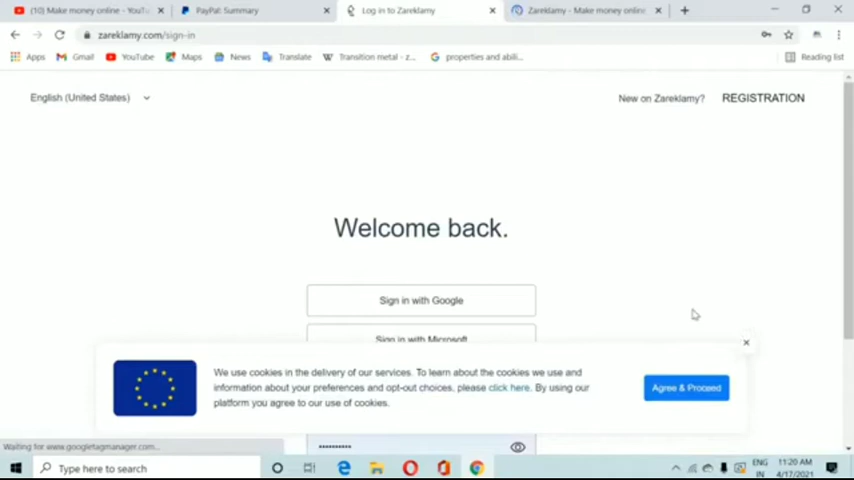 (10) Make money online - YouTu
PayPal: Summary
Log in to Zareklamy
Zareklamy - Make money online
zareklamy.com/sign-in
Apps
Gmail
YouTube
Maps
News
Translate
Transition metal - z...
properties and abili...
Reading list
English (United States)
New on Zareklamy?
REGISTRATION
Welcome back.
Sign in with Google
Sign in with Microsoft
We use cookies in the delivery of our services. To learn about the cookies we use and
information about your preferences and opt-out choices, please click here. By using our
platform you agree to our use of cookies.
Agree & Proceed
Waiting for www.googletagmanager.com...
Type here to search
ENG
IN
11:20 AM
4/17/2021